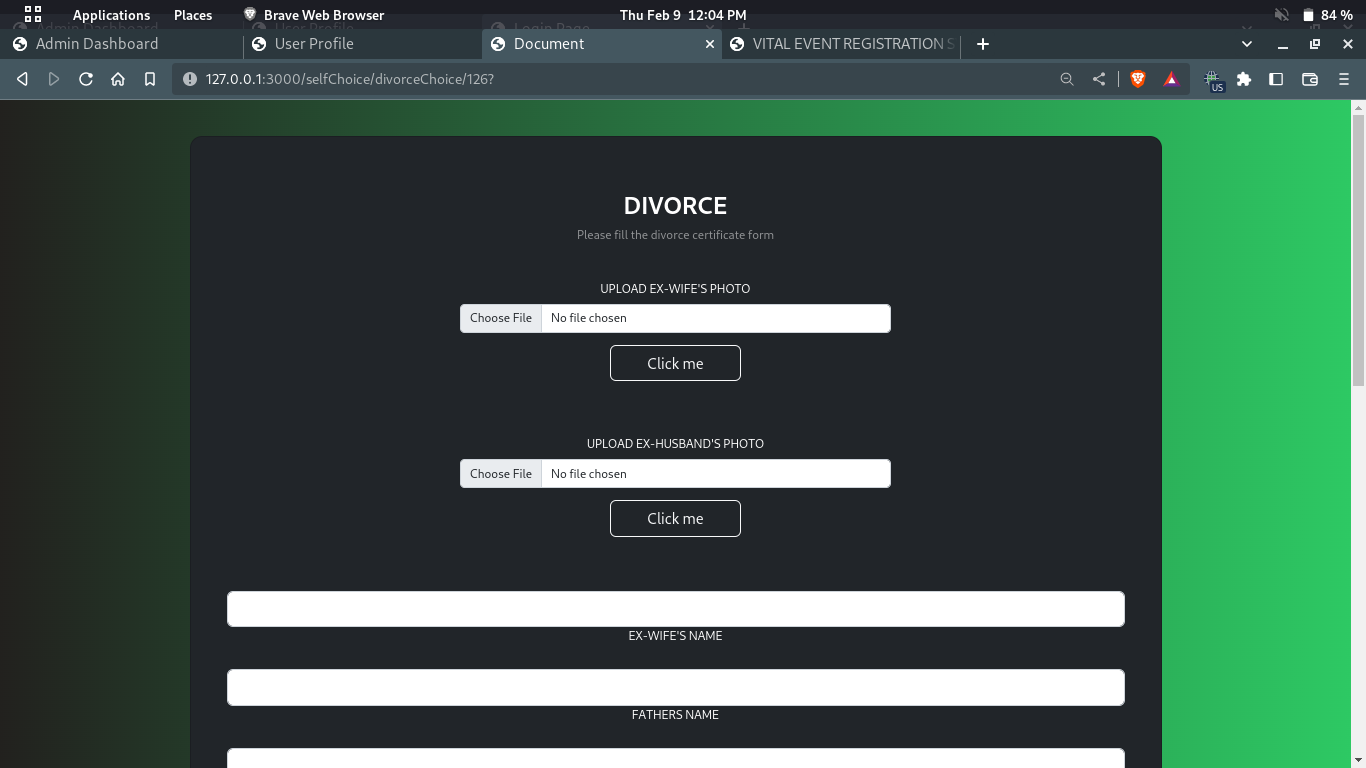 Applications Places Brave Web Browser Thu Feb 9 12:04 PM 84 %
Admin Dashboard User Profile Document VITAL EVENT REGISTRATION S
127.0.0.1:3000/selfChoice/divorceChoice/126?
US
DIVORCE
Please fill the divorce certificate form
UPLOAD EX-WIFE'S PHOTO
Choose File No file chosen
Click me
UPLOAD EX-HUSBAND'S PHOTO
Choose File No file chosen
Click me
EX-WIFE'S NAME
FATHERS NAME